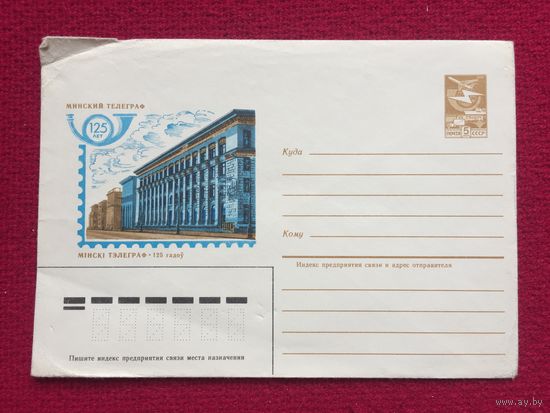 МИНСКИЙ ТЕЛЕГРАФ
125
ЛЕТ
МІНСКІ ТЭЛЕГРАФ · 125 гадоў
ПОЧТА 5 СССР
Куда
Кому
Индекс предприятия связи и адрес отправителя
Пишите индекс предприятия связи места назначения
www.ay.by